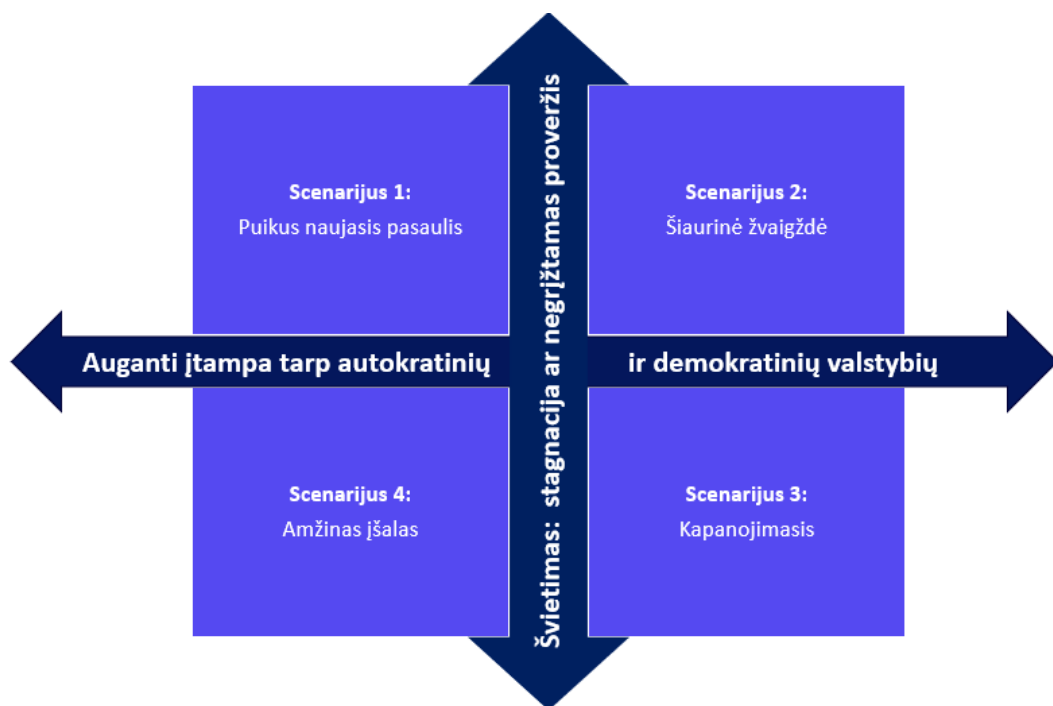 Scenarijus 1:
Puikus naujasis pasaulis
Scenarijus 2:
Šiaurinė žvaigždė
Švietimas: stagnacija ar negrįžtamas proveržis
Auganti įtampa tarp autokratinių ir demokratinių valstybių
Scenarijus 4:
Amžinas įšalas
Scenarijus 3:
Kapanojimasis